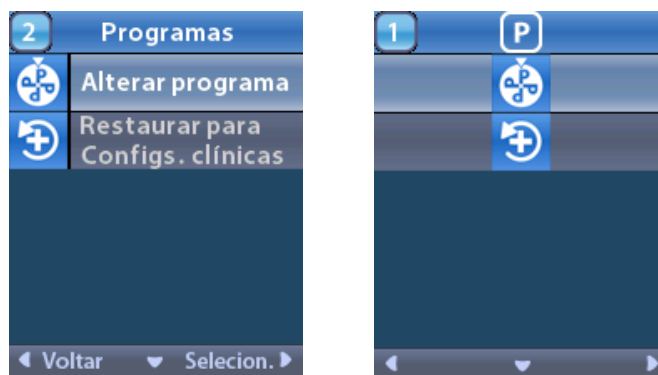 2 Programas
Alterar programa
Restaurar para
Configs. clínicas
Voltar Selecion.
1 P